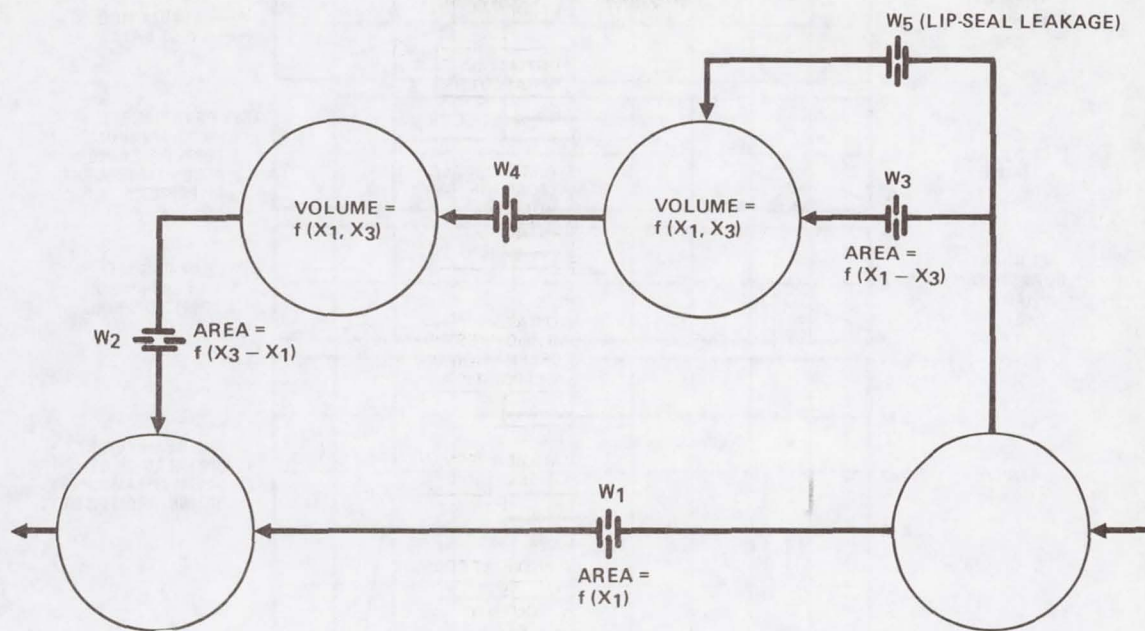 W5 (LIP-SEAL LEAKAGE)
W4
W3
VOLUME =
f (X1, X3)
VOLUME =
f (X1, X3)
AREA =
f (X1 – X3)
W2
AREA =
f (X3 – X1)
W1
AREA =
f (X1)